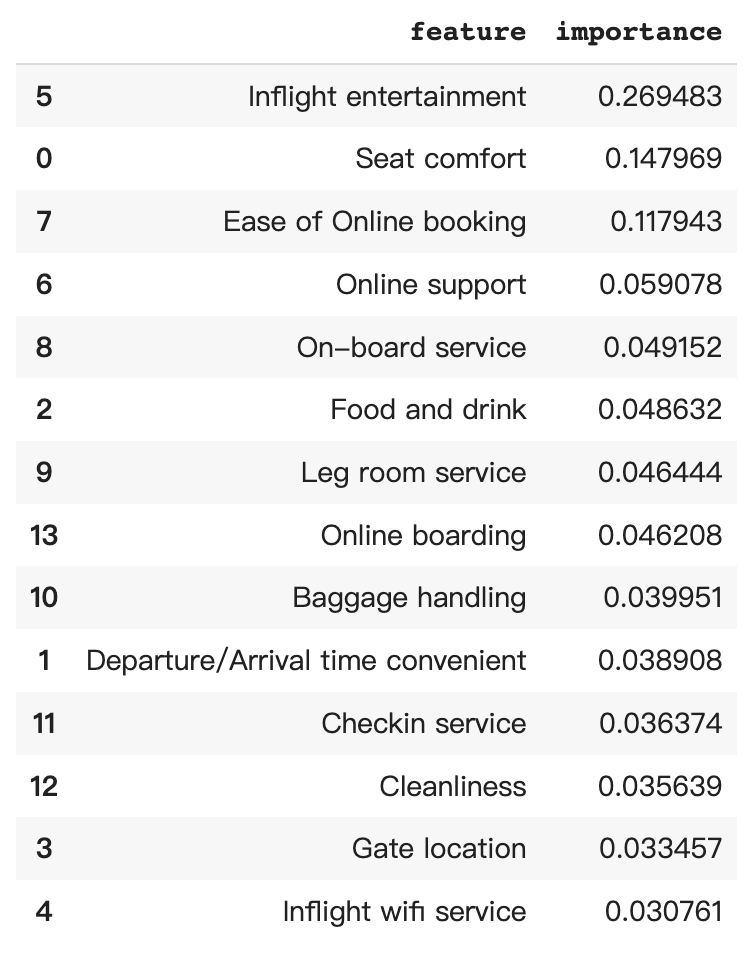 feature importance
5 Inflight entertainment 0.269483
0 Seat comfort 0.147969
7 Ease of Online booking 0.117943
6 Online support 0.059078
8 On–board service 0.049152
2 Food and drink 0.048632
9 Leg room service 0.046444
13 Online boarding 0.046208
10 Baggage handling 0.039951
1 Departure/Arrival time convenient 0.038908
11 Checkin service 0.036374
12 Cleanliness 0.035639
3 Gate location 0.033457
4 Inflight wifi service 0.030761